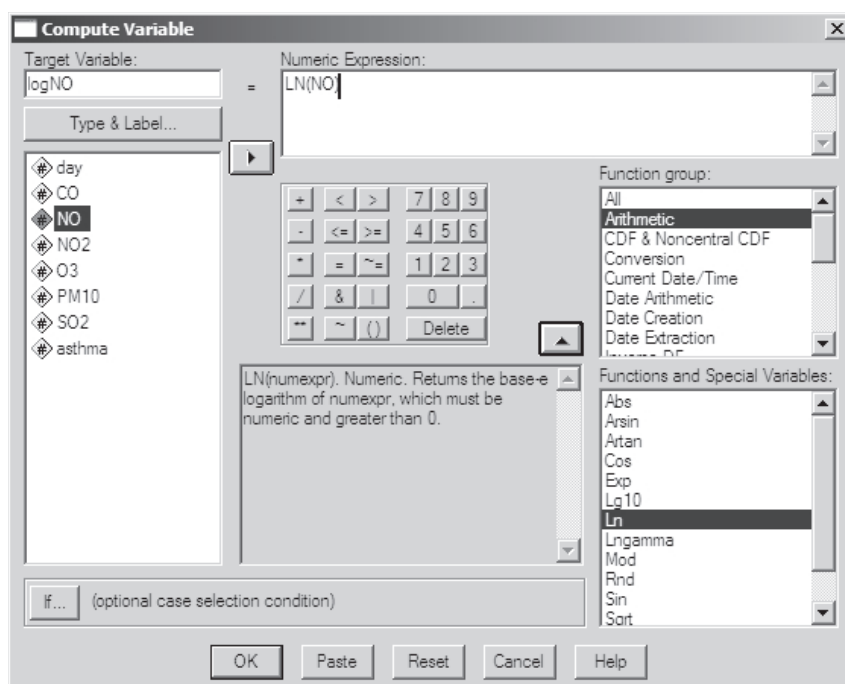 Compute Variable
Target Variable:
logNO
=
Numeric Expression:
LN(NO)
Type & Label...
day
CO
NO
NO2
O3
PM10
SO2
asthma
+ < > 7 8 9
- <= >= 4 5 6
* = ~= 1 2 3
/ & | 0 .
** ~ () Delete
Function group:
All
Arithmetic
CDF & Noncentral CDF
Conversion
Current Date/Time
Date Arithmetic
Date Creation
Date Extraction
LN(numexpr). Numeric. Returns the base-e
logarithm of numexpr, which must be
numeric and greater than 0.
Functions and Special Variables:
Abs
Arsin
Artan
Cos
Exp
Lg10
Ln
Lngamma
Mod
Rnd
Sin
Sqrt
If... (optional case selection condition)
OK Paste Reset Cancel Help